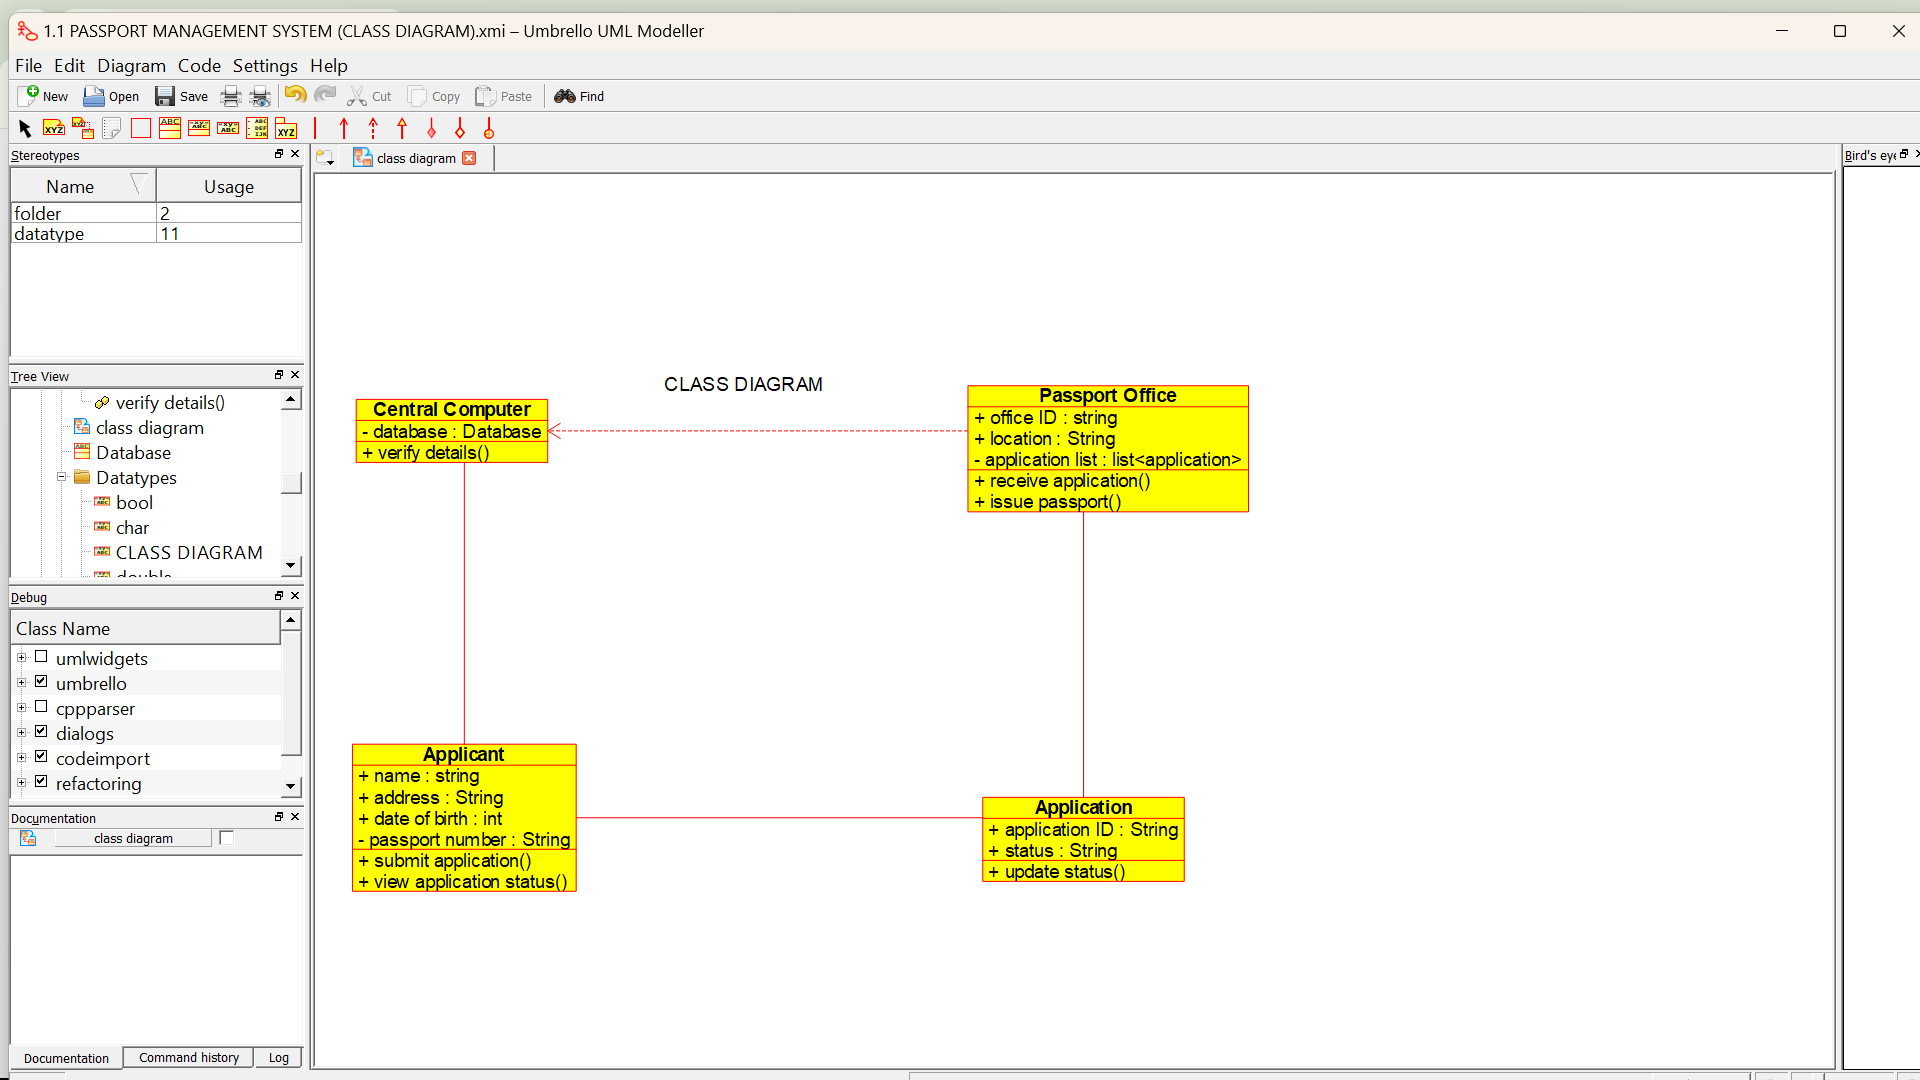 1.1 PASSPORT MANAGEMENT SYSTEM (CLASS DIAGRAM).xmi – Umbrello UML Modeller
File Edit Diagram Code Settings Help
New Open Save Cut Copy Paste Find
Stereotypes
Name Usage
folder 2
datatype 11
Tree View
verify details()
class diagram
Database
Datatypes
bool
char
CLASS DIAGRAM
double
Debug
Class Name
umlwidgets
umbrello
cppparser
dialogs
codeimport
refactoring
Documentation
class diagram
Documentation Command history Log
class diagram
CLASS DIAGRAM
Central Computer
- database : Database
+ verify details()
Passport Office
+ office ID : string
+ location : String
- application list : list<application>
+ receive application()
+ issue passport()
Applicant
+ name : string
+ address : String
+ date of birth : int
- passport number : String
+ submit application()
+ view application status()
Application
+ application ID : String
+ status : String
+ update status()
Bird's eye